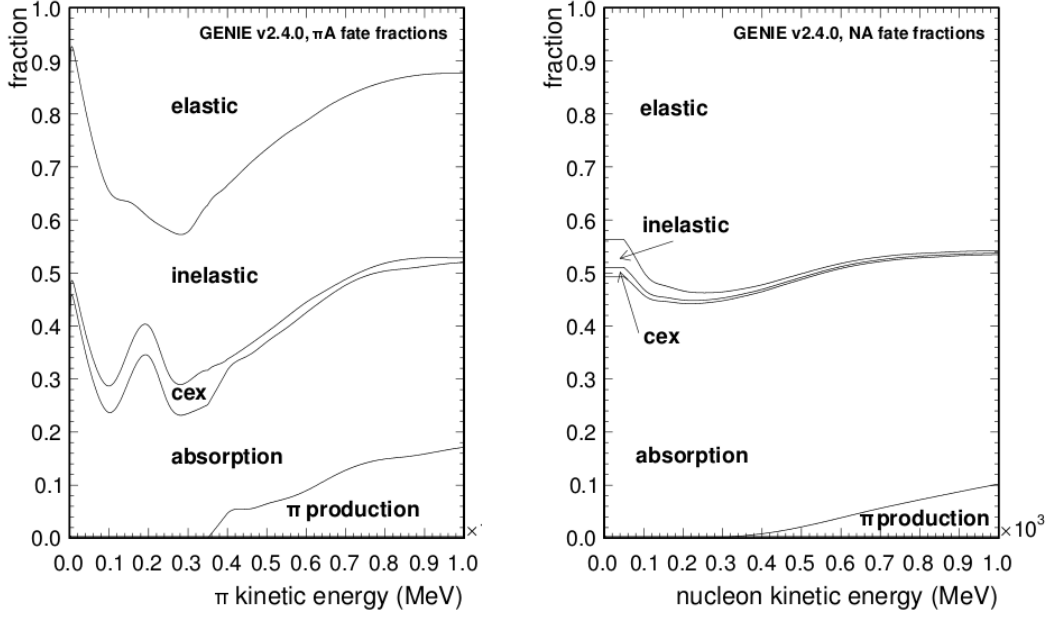 fraction
GENIE v2.4.0, πA fate fractions
1.0
0.9
0.8
0.7
0.6
0.5
0.4
0.3
0.2
0.1
0.0
elastic
inelastic
cex
absorption
π production
0.0 0.1 0.2 0.3 0.4 0.5 0.6 0.7 0.8 0.9 1.0
π kinetic energy (MeV)
fraction
GENIE v2.4.0, NA fate fractions
1.0
0.9
0.8
0.7
0.6
0.5
0.4
0.3
0.2
0.1
0.0
elastic
inelastic
cex
absorption
π production
×10³
0.0 0.1 0.2 0.3 0.4 0.5 0.6 0.7 0.8 0.9 1.0
nucleon kinetic energy (MeV)